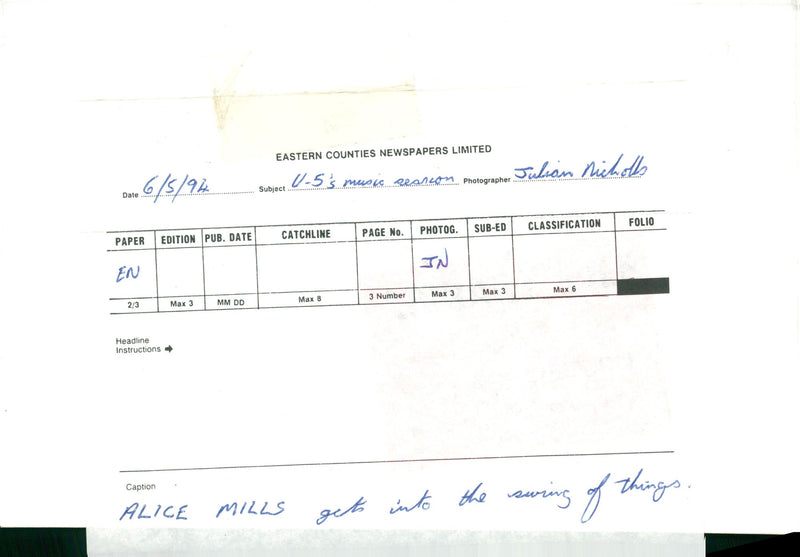 EASTERN COUNTIES NEWSPAPERS LIMITED
Date 6/5/94 Subject U-5's music session Photographer Julian Nicholls
PAPER EDITION PUB. DATE CATCHLINE PAGE No. PHOTOG. SUB-ED CLASSIFICATION FOLIO
EN JN
2/3 Max 3 MM DD Max 8 3 Number Max 3 Max 3 Max 6
Headline
Instructions ➔
Caption
ALICE MILLS gets into the swing of things.